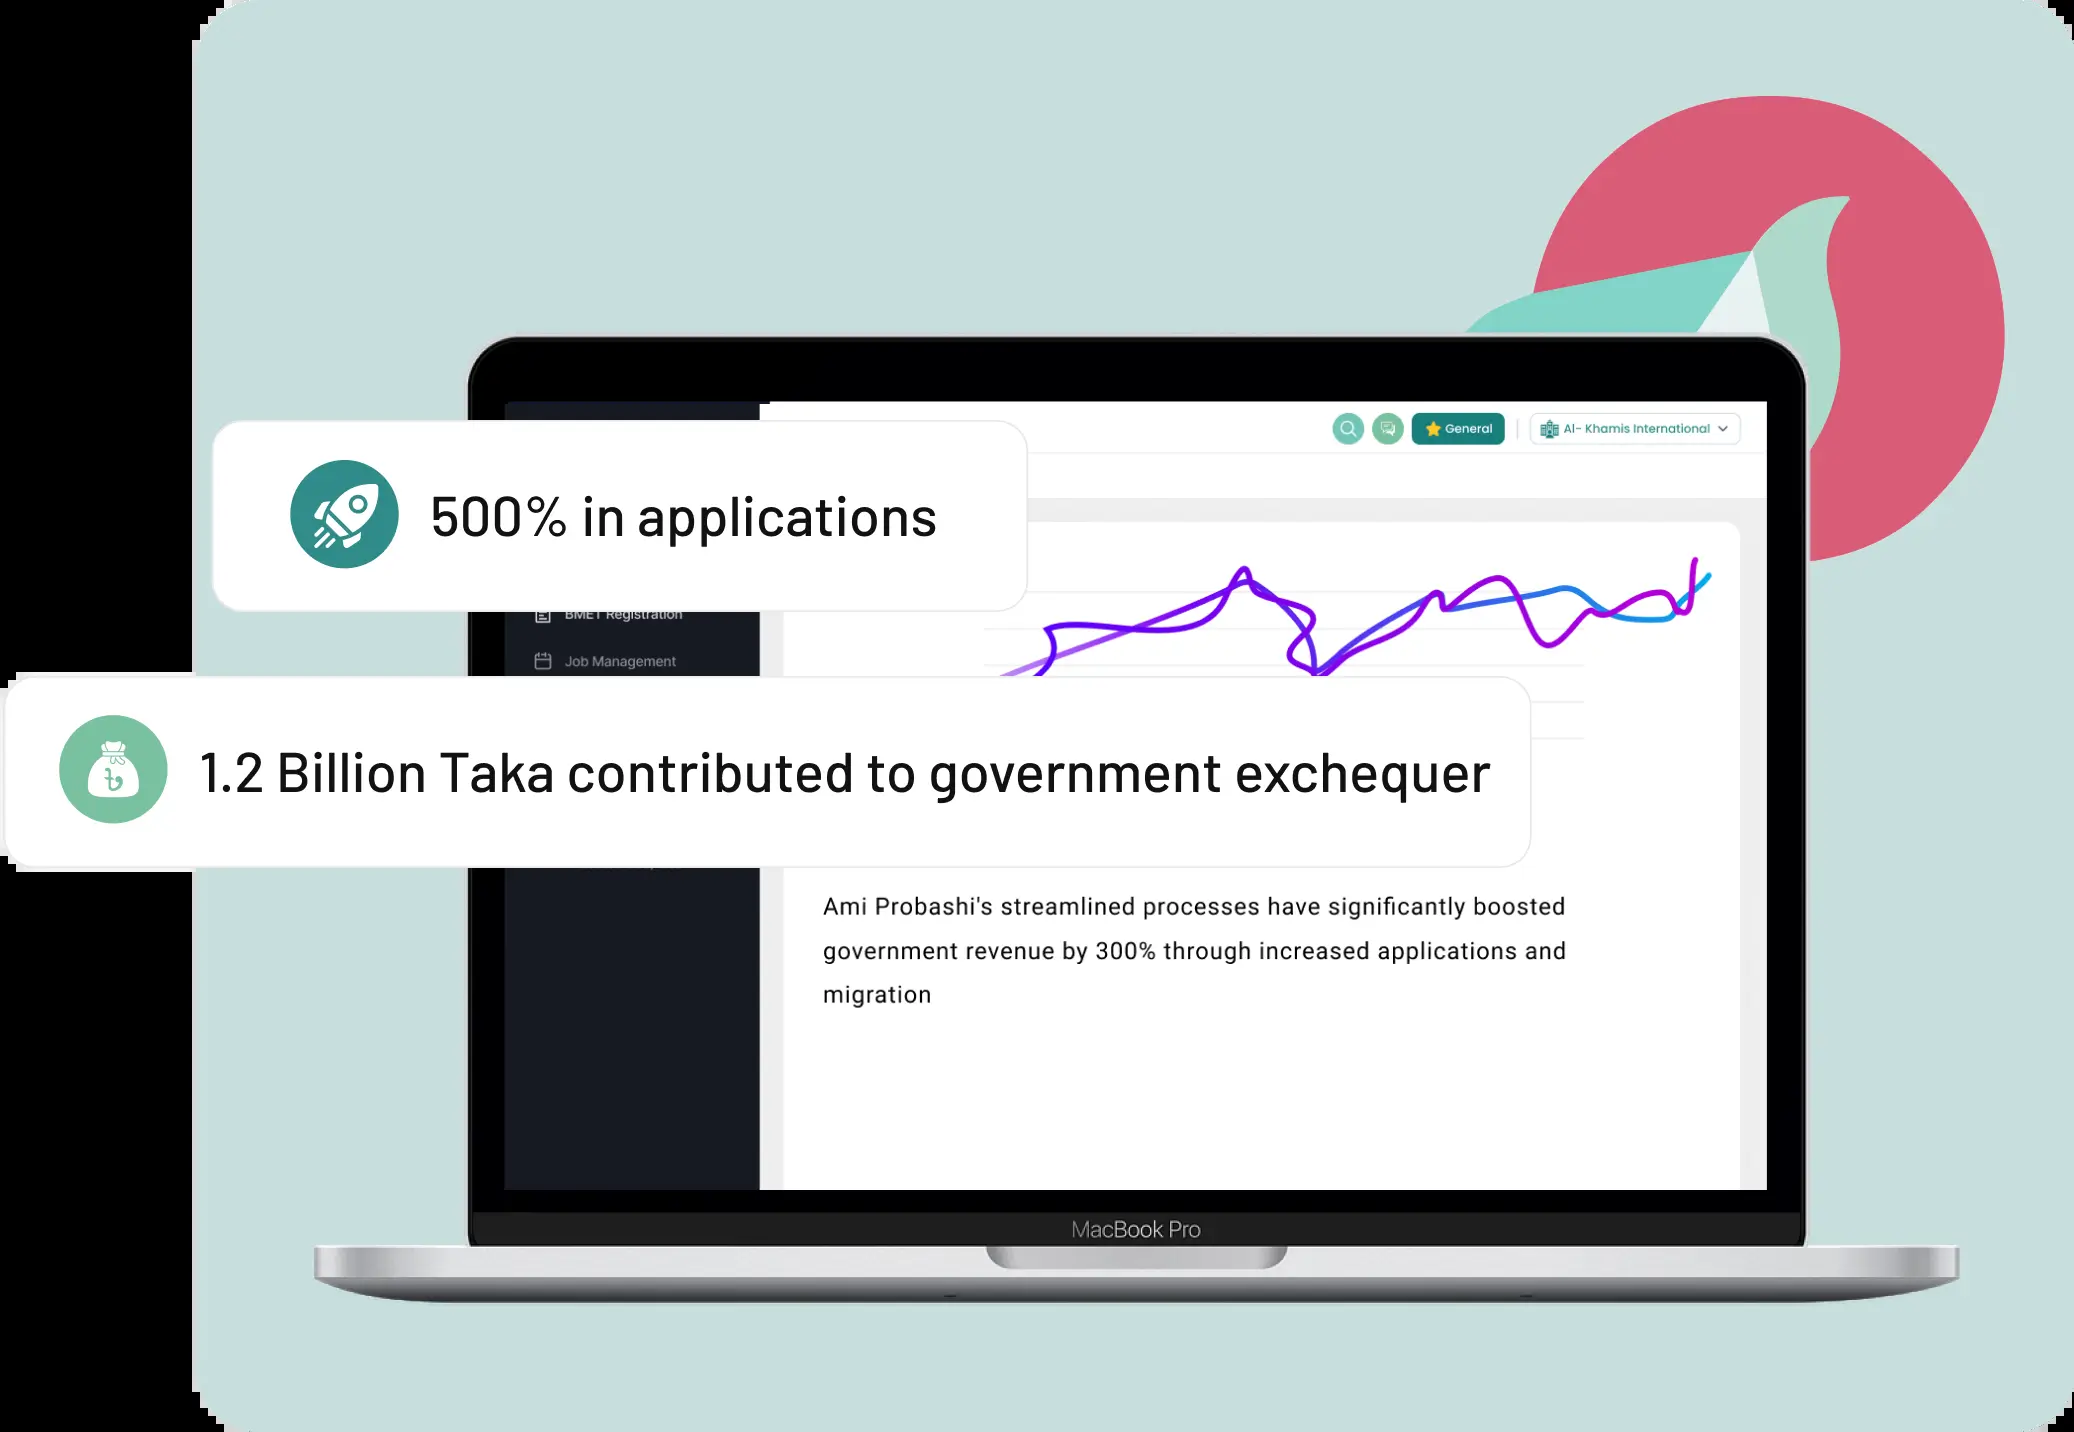 General
Al- Khamis International
500% in applications
BMET Registration
Job Management
1.2 Billion Taka contributed to government exchequer
Ami Probashi's streamlined processes have significantly boosted
government revenue by 300% through increased applications and
migration
MacBook Pro